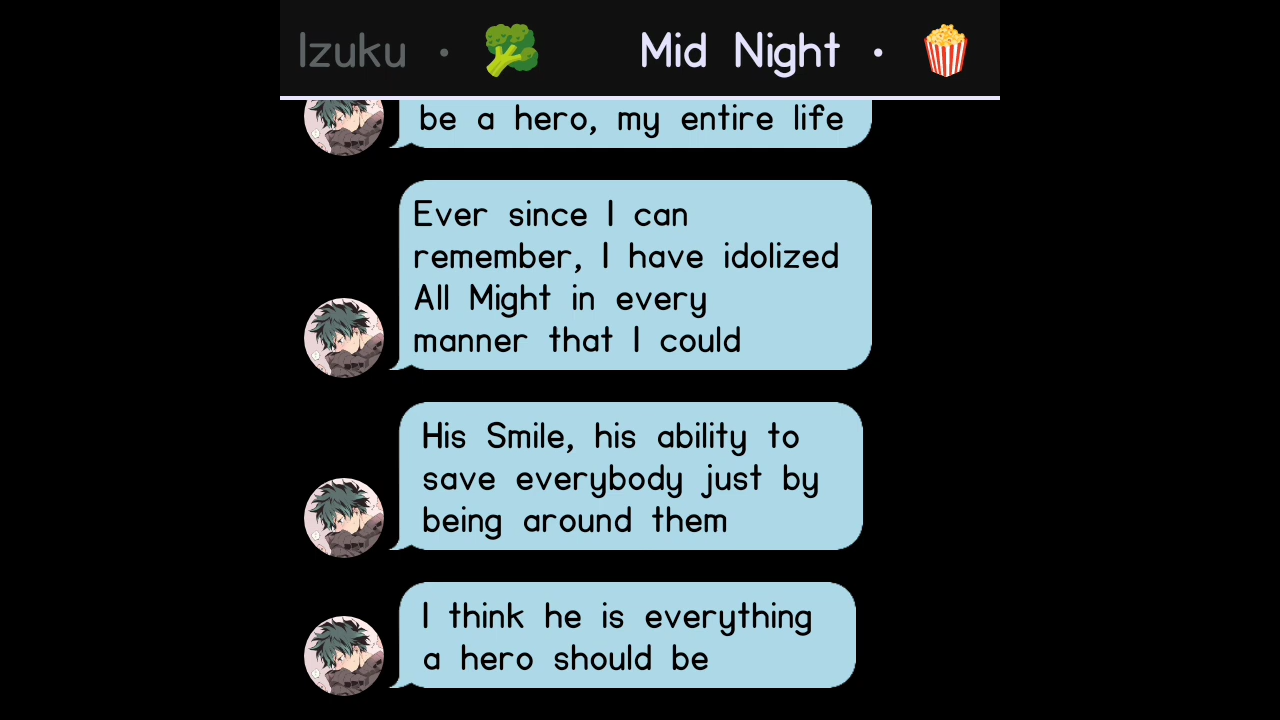 Izuku • 🥦 Mid Night • 🍿
be a hero, my entire life
Ever since I can
remember, I have idolized
All Might in every
manner that I could
His Smile, his ability to
save everybody just by
being around them
I think he is everything
a hero should be